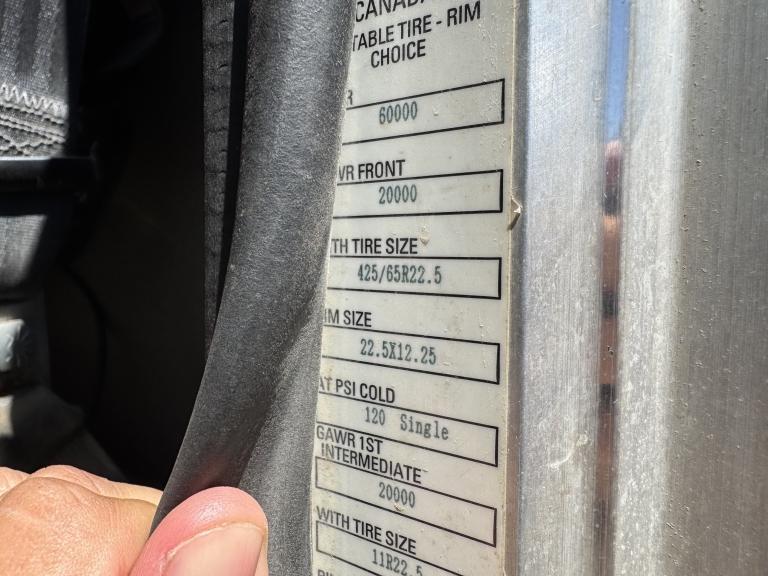 CANADA
TABLE TIRE - RIM
CHOICE
R
60000
VR FRONT
20000
TH TIRE SIZE
425/65R22.5
IM SIZE
22.5X12.25
AT PSI COLD
120 Single
GAWR 1ST
INTERMEDIATE
20000
WITH TIRE SIZE
11R22.5